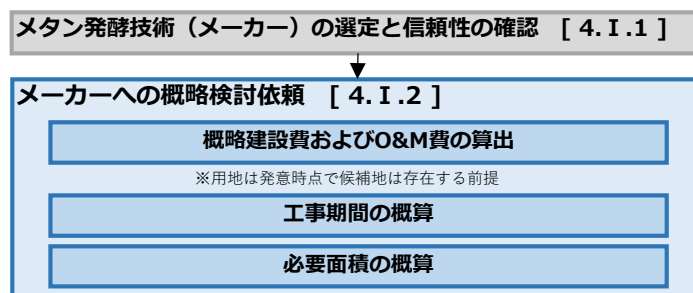 メタン発酵技術（メーカー）の選定と信頼性の確認　[ 4.Ⅰ.1 ]
メーカーへの概略検討依頼　[ 4.Ⅰ.2 ]
概略建設費およびO&M費の算出
※用地は発意時点で候補地は存在する前提
工事期間の概算
必要面積の概算